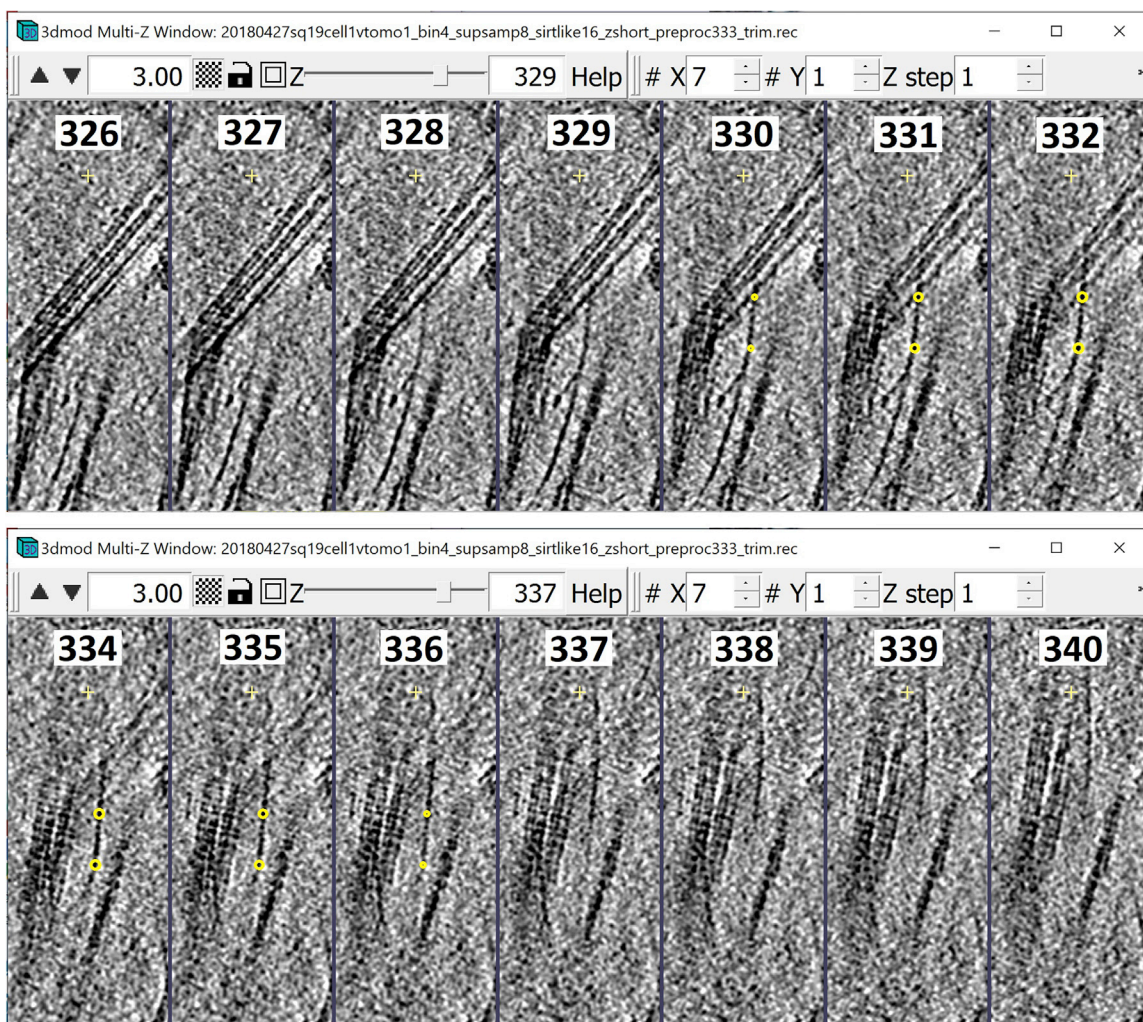 3dmod Multi-Z Window: 20180427sq19cell1vtomo1_bin4_supsamp8_sirtlike16_zshort_preproc333_trim.rec
3.00 Z 329 Help # X 7 # Y 1 Z step 1
326 327 328 329 330 331 332
3dmod Multi-Z Window: 20180427sq19cell1vtomo1_bin4_supsamp8_sirtlike16_zshort_preproc333_trim.rec
3.00 Z 337 Help # X 7 # Y 1 Z step 1
334 335 336 337 338 339 340